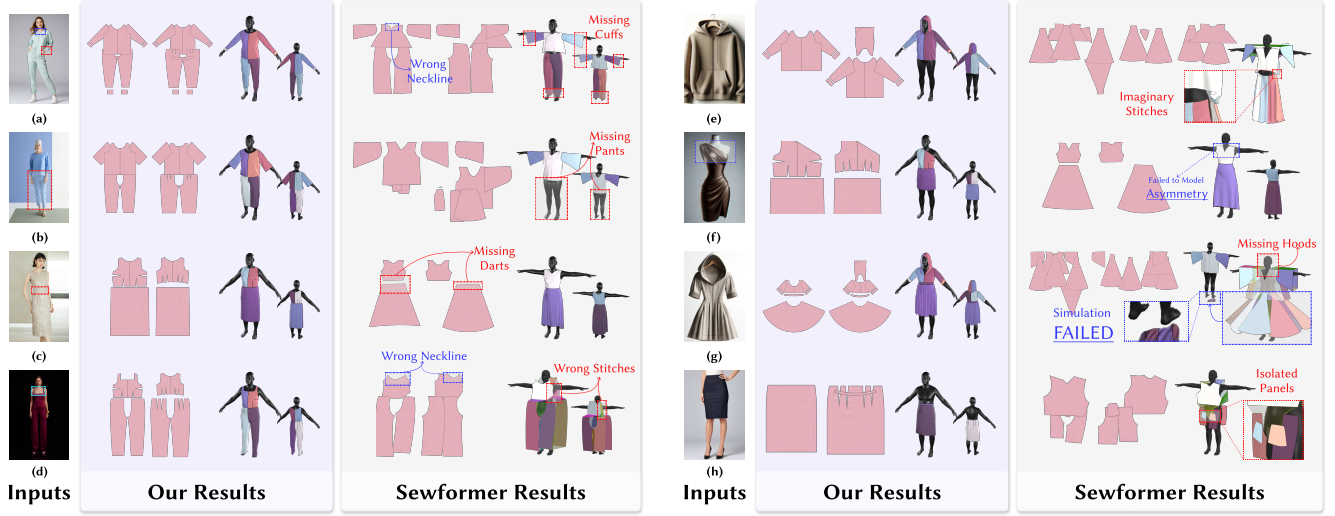 Missing
Cuffs
Wrong
Neckline
(a)
Missing
Pants
(b)
Missing
Darts
(c)
Wrong Neckline
Wrong Stitches
(d)
Inputs
Our Results
Sewformer Results
Imaginary
Stitches
(e)
Failed to Model
Asymmetry
(f)
Missing Hoods
Simulation
FAILED
(g)
Isolated
Panels
(h)
Inputs
Our Results
Sewformer Results